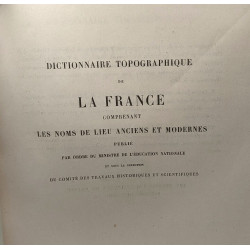 DICTIONNAIRE TOPOGRAPHIQUE
DE
LA FRANCE
COMPRENANT
LES NOMS DE LIEU ANCIENS ET MODERNES
PUBLIÉ
PAR ORDRE DU MINISTRE DE L'ÉDUCATION NATIONALE
ET SOUS LA DIRECTION
DU COMITÉ DES TRAVAUX HISTORIQUES ET SCIENTIFIQUES